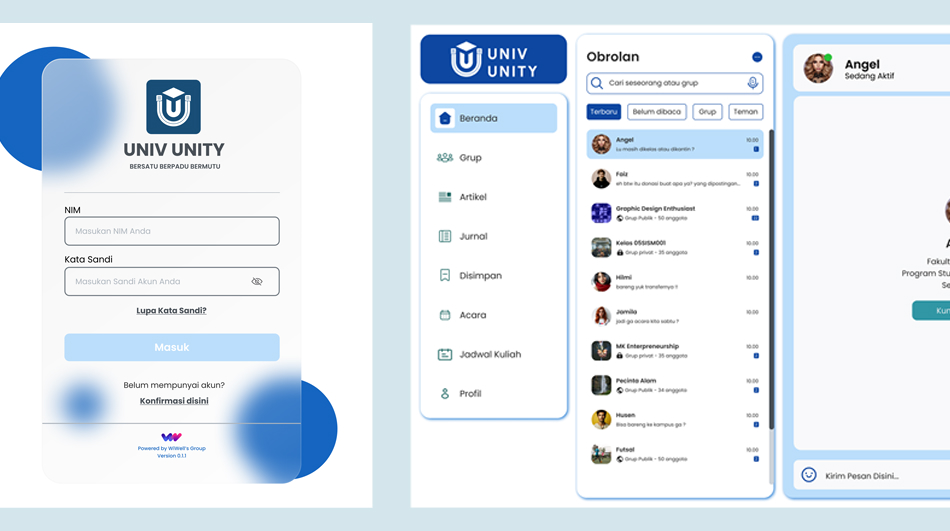 UNIV UNITY
BERSATU BERPADU BERMUTU
NIM
Masukan NIM Anda
Kata Sandi
Masukan Sandi Akun Anda
Lupa Kata Sandi?
Masuk
Belum mempunyai akun?
Konfirmasi disini
Powered by WiWell's Group
Version 0.1.1
UNIV
UNITY
Beranda
Grup
Artikel
Jurnal
Disimpan
Acara
Jadwal Kuliah
Profil
Obrolan
Cari seseorang atau grup
Terbaru
Belum dibaca
Grup
Teman
Angel 10.00
Lu masih dikelas atau dikantin ?
Faiz 10.00
eh btw itu donasi buat apa ya? yang dipostingan...
Graphic Design Enthusiast 10.00
Grup Publik - 50 anggota
Kelas 05SISM001 10.00
Grup privat - 35 anggota
Hilmi 10.00
bareng yuk transfernya !!
Jamila 10.00
jadi ga acara kita sabtu ?
MK Enterpreneurship 10.00
Grup privat - 35 anggota
Pecinta Alam 10.00
Grup Publik - 34 anggota
Husen 10.00
Bisa bareng ke kampus ga ?
Futsal 10.00
Grup Publik - 50 anggota
Angel
Sedang Aktif
A
Fakult
Program Stu
Se
Kun
Kirim Pesan Disini...